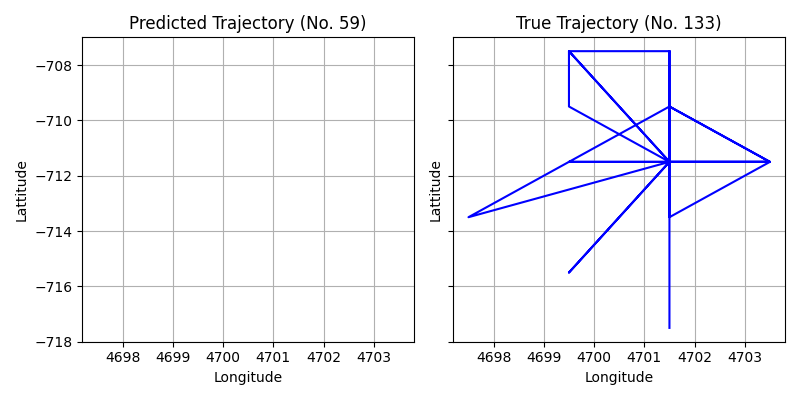 Predicted Trajectory (No. 59)
True Trajectory (No. 133)
Lattitude
−708
−710
−712
−714
−716
−718
4698 4699 4700 4701 4702 4703
Longitude
Lattitude
4698 4699 4700 4701 4702 4703
Longitude